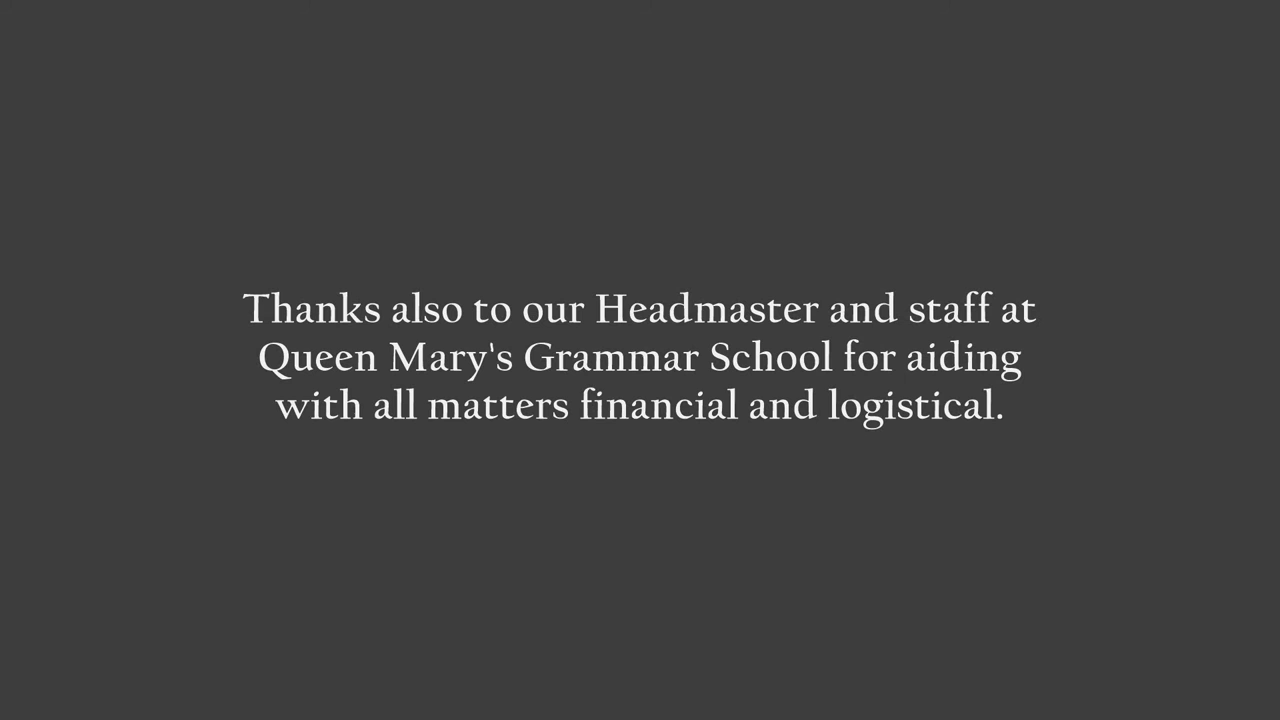 Thanks also to our Headmaster and staff at
Queen Mary's Grammar School for aiding
with all matters financial and logistical.